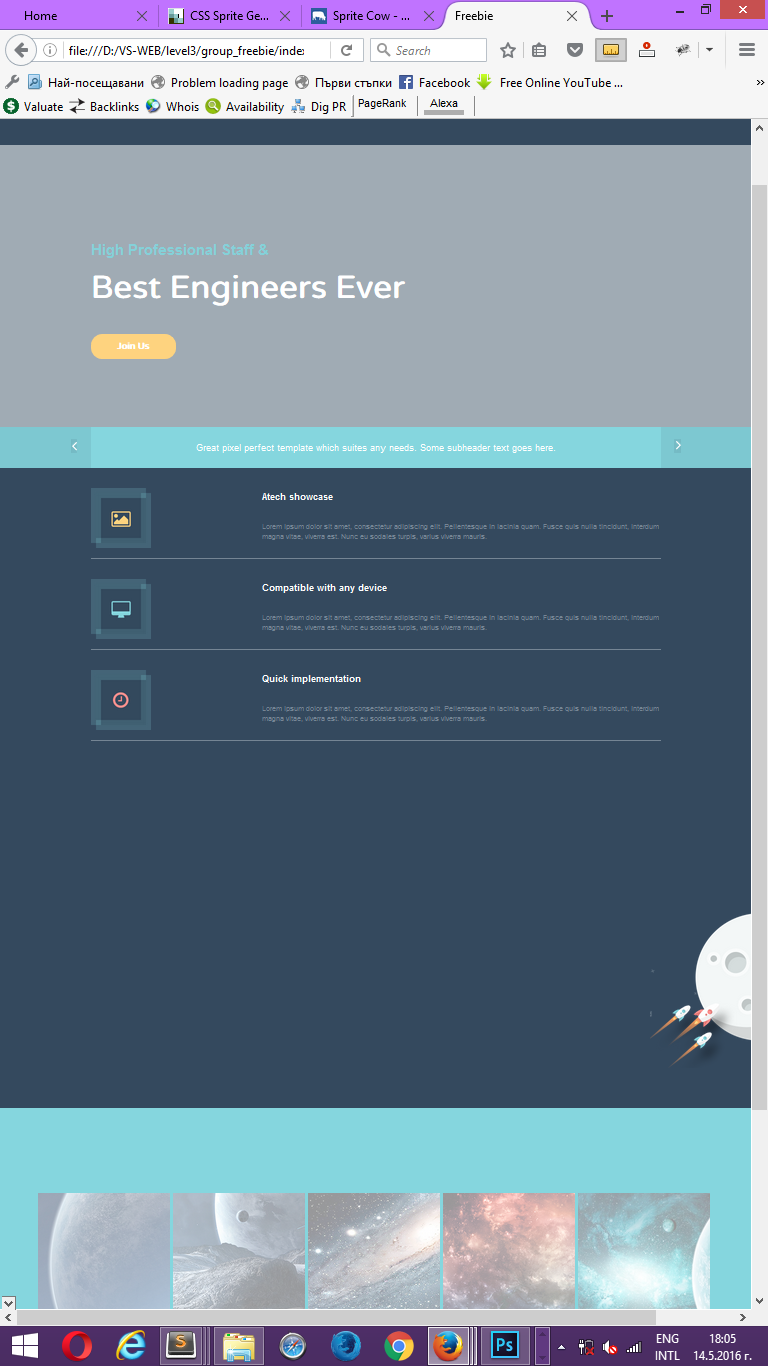 Home
CSS Sprite Ge...
Sprite Cow - ...
Freebie
file:///D:/VS-WEB/level3/group_freebie/index
Search
Най-посещавани
Problem loading page
Първи стъпки
Facebook
Free Online YouTube ...
Valuate
Backlinks
Whois
Availability
Dig PR
PageRank
Alexa
High Professional Staff &
Best Engineers Ever
Join Us
Great pixel perfect template which suites any needs. Some subheader text goes here.
Atech showcase
Lorem ipsum dolor sit amet, consectetur adipiscing elit. Pellentesque in lacinia quam. Fusce quis nulla tincidunt, interdum
magna vitae, viverra est. Nunc eu sodales turpis, varius viverra mauris.
Compatible with any device
Lorem ipsum dolor sit amet, consectetur adipiscing elit. Pellentesque in lacinia quam. Fusce quis nulla tincidunt, interdum
magna vitae, viverra est. Nunc eu sodales turpis, varius viverra mauris.
Quick implementation
Lorem ipsum dolor sit amet, consectetur adipiscing elit. Pellentesque in lacinia quam. Fusce quis nulla tincidunt, interdum
magna vitae, viverra est. Nunc eu sodales turpis, varius viverra mauris.
Ps
ENG
INTL
18:05
14.5.2016 г.